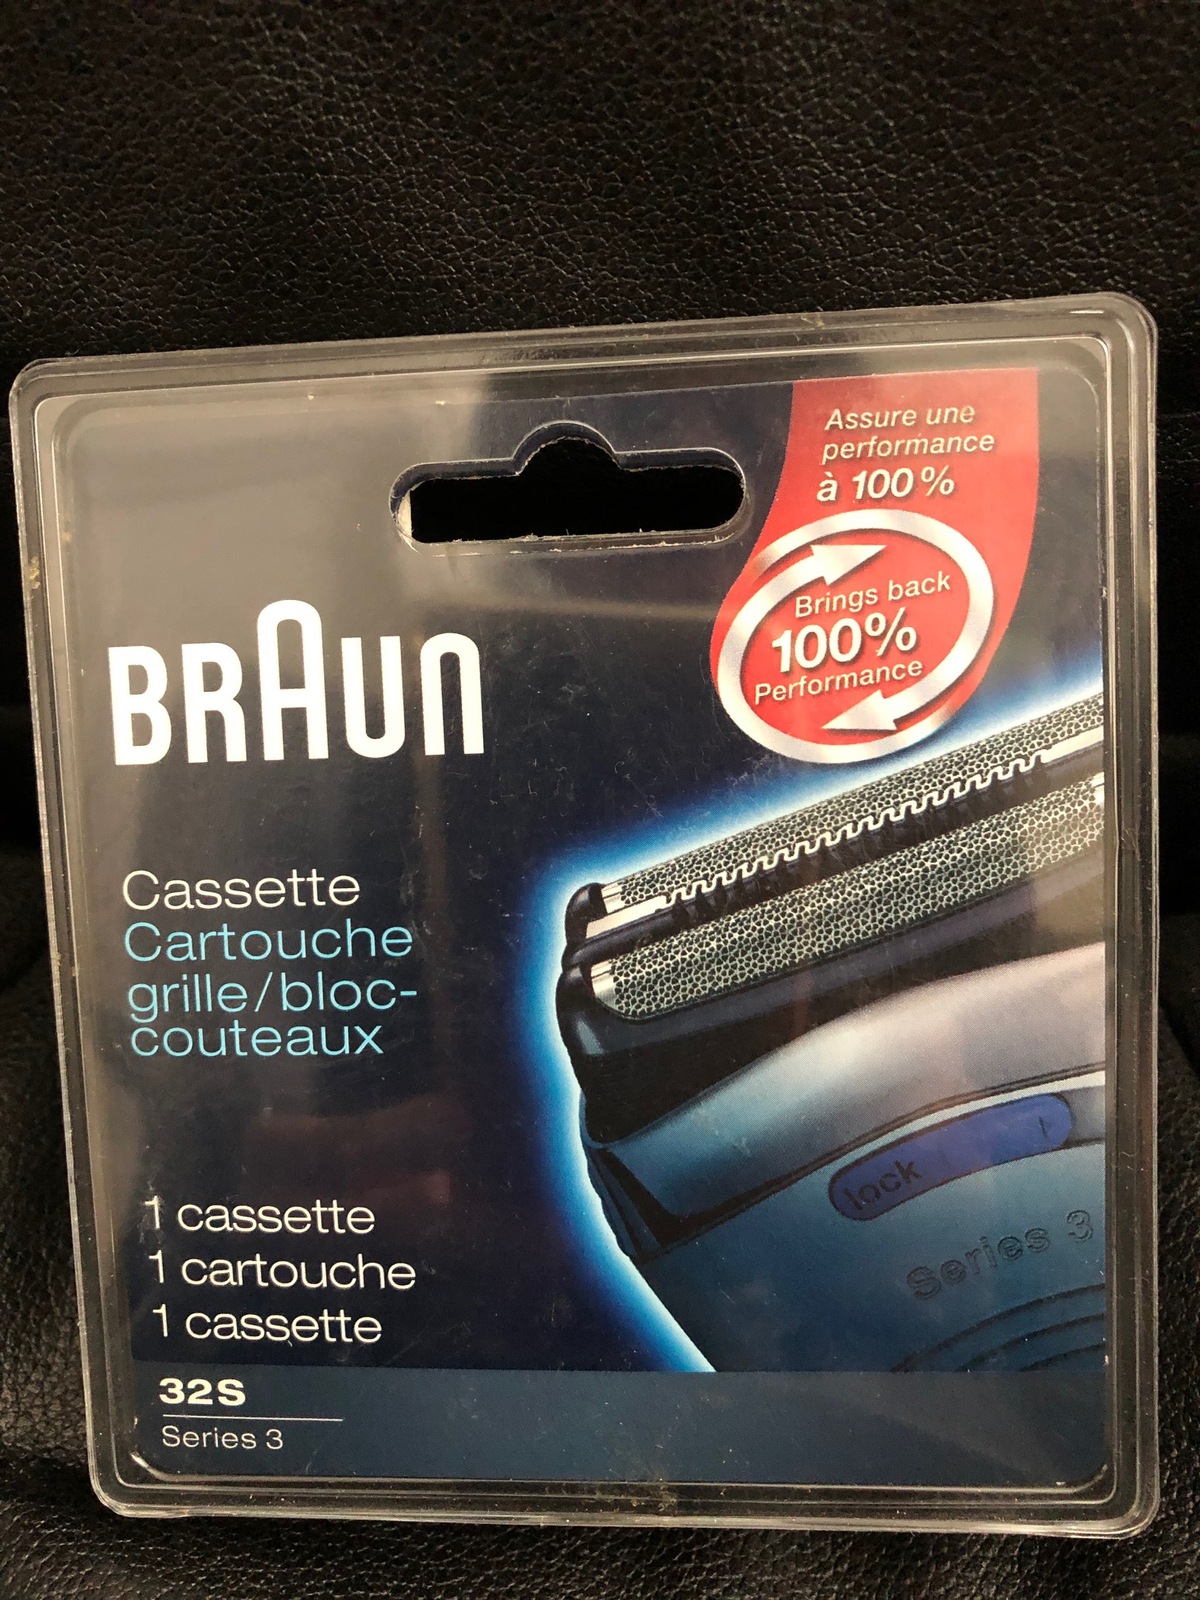 Assure une
performance
à 100%
Brings back
100%
Performance
BRAUN
Cassette
Cartouche
grille/bloc-
couteaux
lock
Series 3
1 cassette
1 cartouche
1 cassette
32S
Series 3